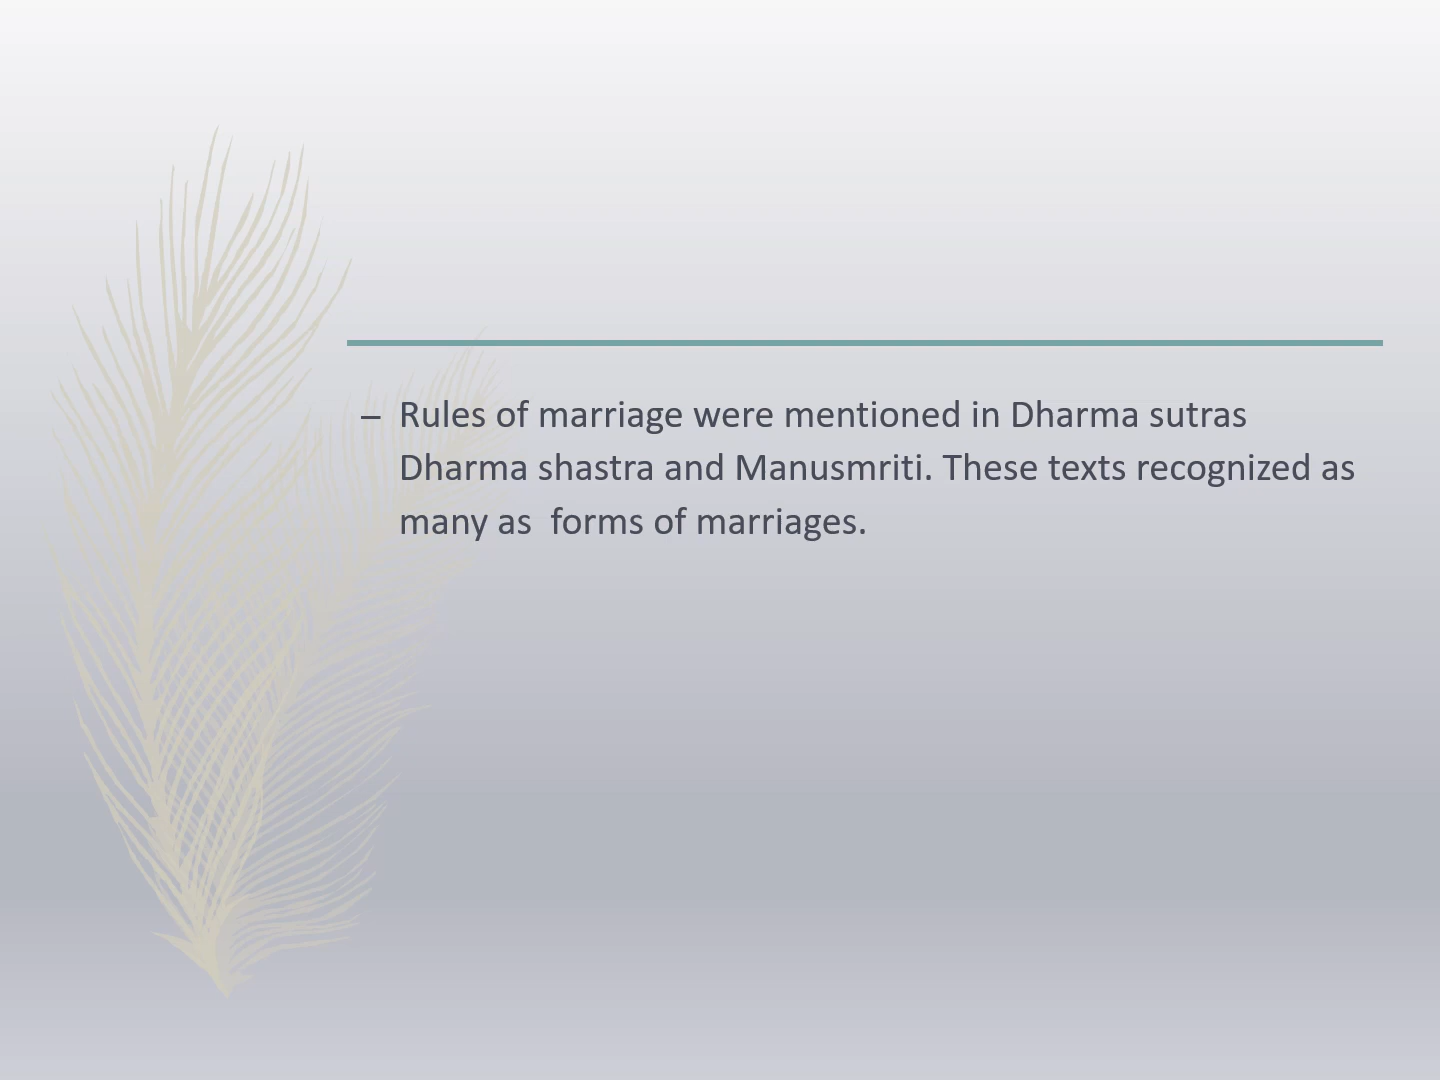 – Rules of marriage were mentioned in Dharma sutras
Dharma shastra and Manusmriti. These texts recognized as
many as  forms of marriages.